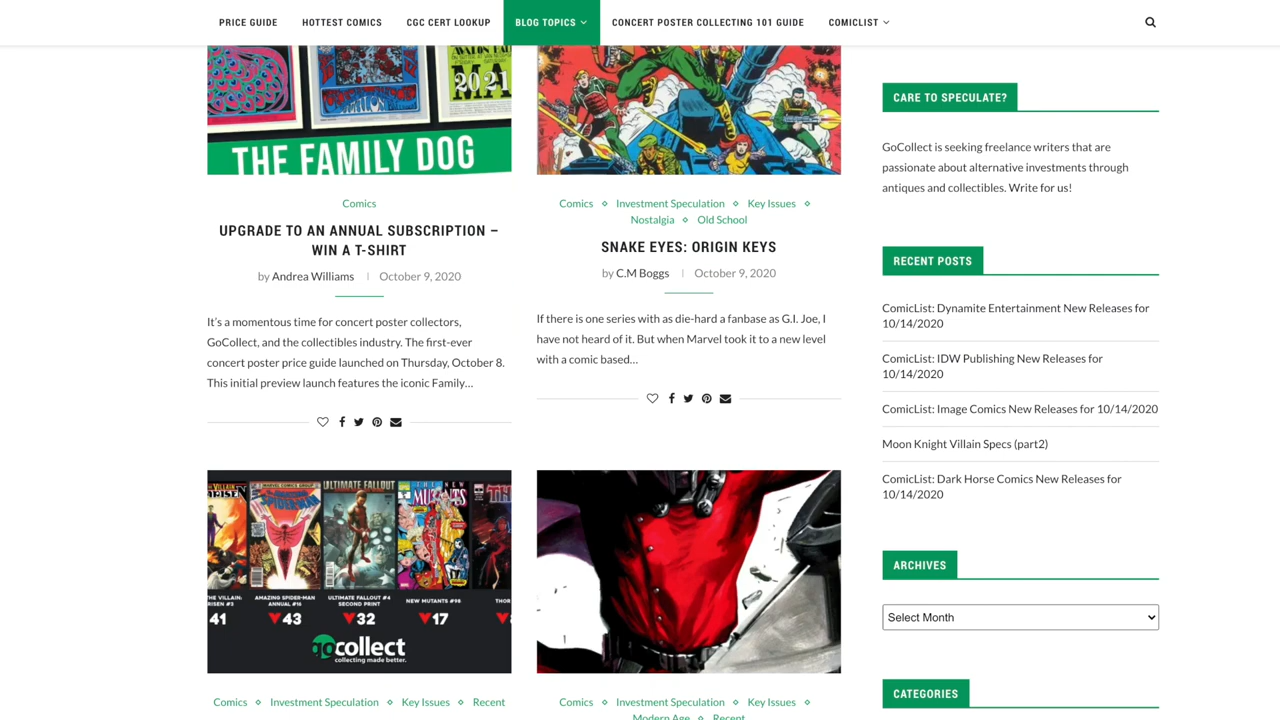 PRICE GUIDE
HOTTEST COMICS
CGC CERT LOOKUP
BLOG TOPICS
CONCERT POSTER COLLECTING 101 GUIDE
COMICLIST
20 21
THE FAMILY DOG
Comics
UPGRADE TO AN ANNUAL SUBSCRIPTION –
WIN A T-SHIRT
by Andrea Williams
October 9, 2020
It's a momentous time for concert poster collectors,
GoCollect, and the collectibles industry. The first-ever
concert poster price guide launched on Thursday, October 8.
This initial preview launch features the iconic Family…
Comics ⋄ Investment Speculation ⋄ Key Issues ⋄
Nostalgia ⋄ Old School
SNAKE EYES: ORIGIN KEYS
by C.M Boggs
October 9, 2020
If there is one series with as die-hard a fanbase as G.I. Joe, I
have not heard of it. But when Marvel took it to a new level
with a comic based…
MARVEL COMICS GROUP
ULTIMATE FALLOUT
THE NEW
MUTANTS
THE VILLAIN:
RISEN #3
41
AMAZING SPIDER-MAN
ANNUAL #16
43
ULTIMATE FALLOUT #4
SECOND PRINT
32
NEW MUTANTS #98
17
THOR
gocollect
collecting made better.
Comics ⋄ Investment Speculation ⋄ Key Issues ⋄ Recent
Comics ⋄ Investment Speculation ⋄ Key Issues ⋄
Modern Age ⋄ Recent
CARE TO SPECULATE?
GoCollect is seeking freelance writers that are
passionate about alternative investments through
antiques and collectibles. Write for us!
RECENT POSTS
ComicList: Dynamite Entertainment New Releases for
10/14/2020
ComicList: IDW Publishing New Releases for
10/14/2020
ComicList: Image Comics New Releases for 10/14/2020
Moon Knight Villain Specs (part2)
ComicList: Dark Horse Comics New Releases for
10/14/2020
ARCHIVES
Select Month
CATEGORIES